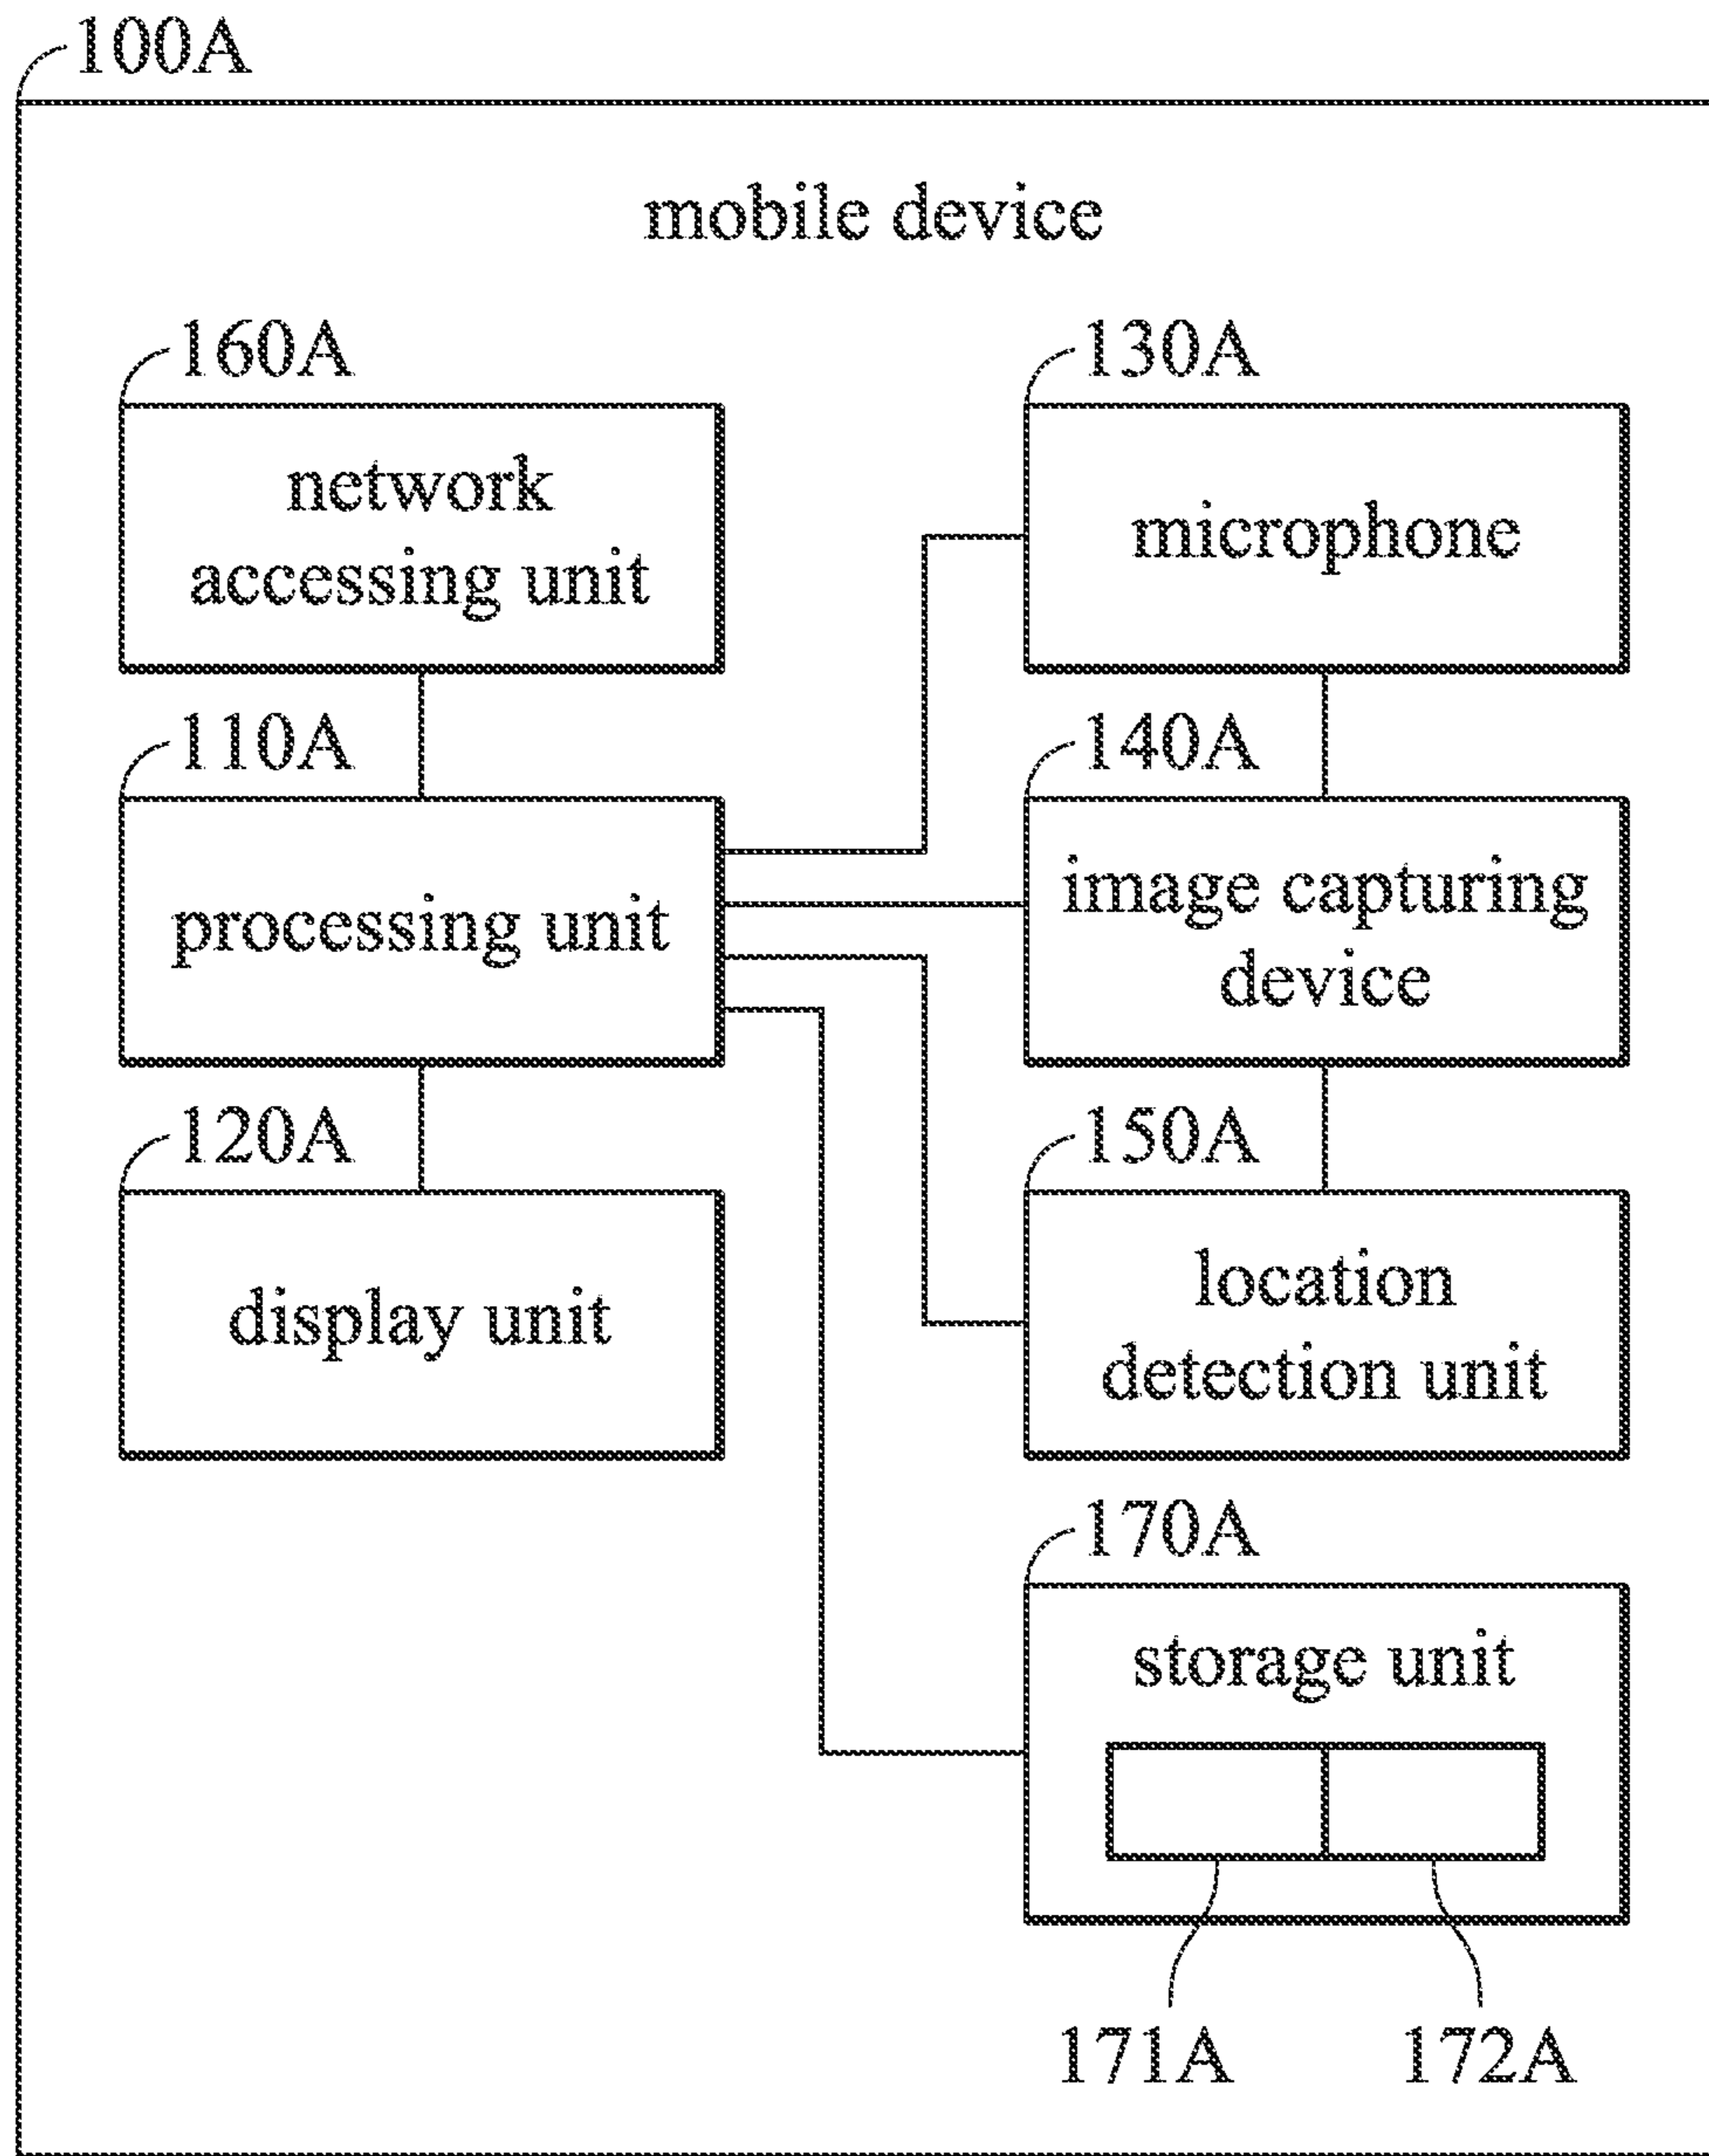 100A
mobile device
160A
network
accessing unit
130A
microphone
110A
processing unit
140A
image capturing
device
120A
display unit
150A
location
detection unit
170A
storage unit
171A
172A